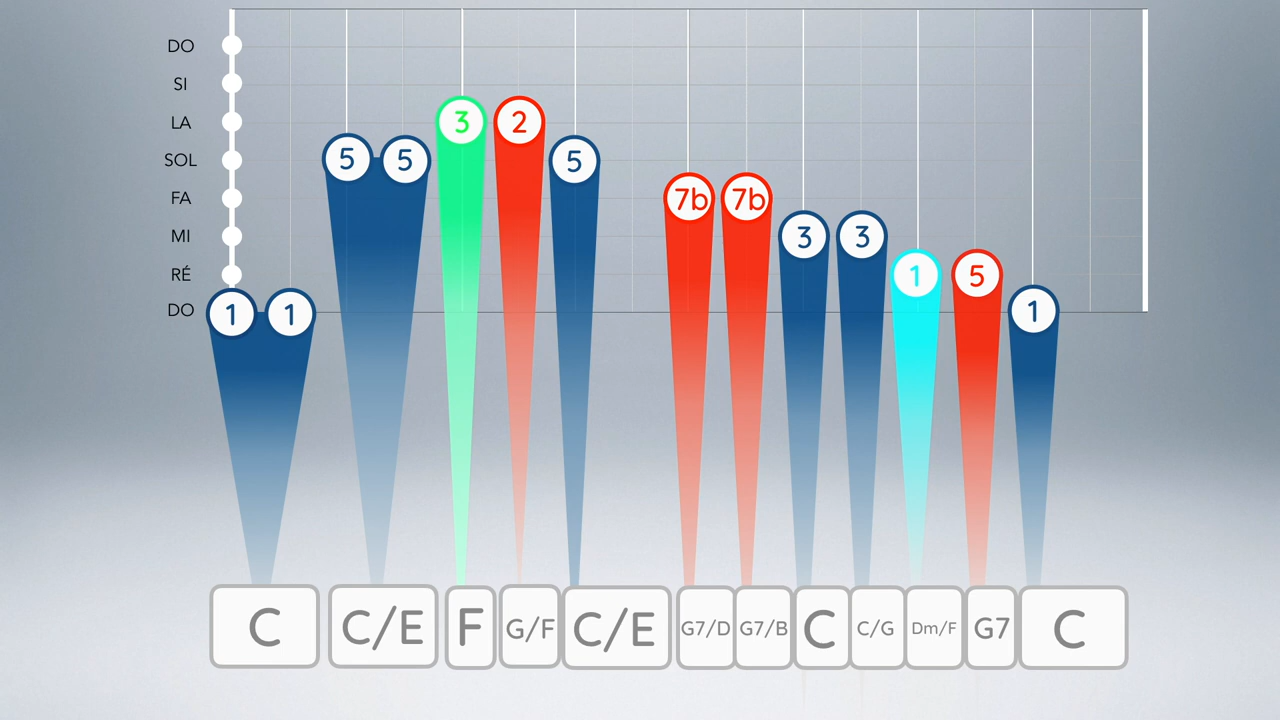 DO
SI
LA
SOL
FA
MI
RÉ
DO
3 2
5 5 5
7b 7b
3 3
1 5
1 1 1
C C/E F G/F C/E G7/D G7/B C C/G Dm/F G7 C